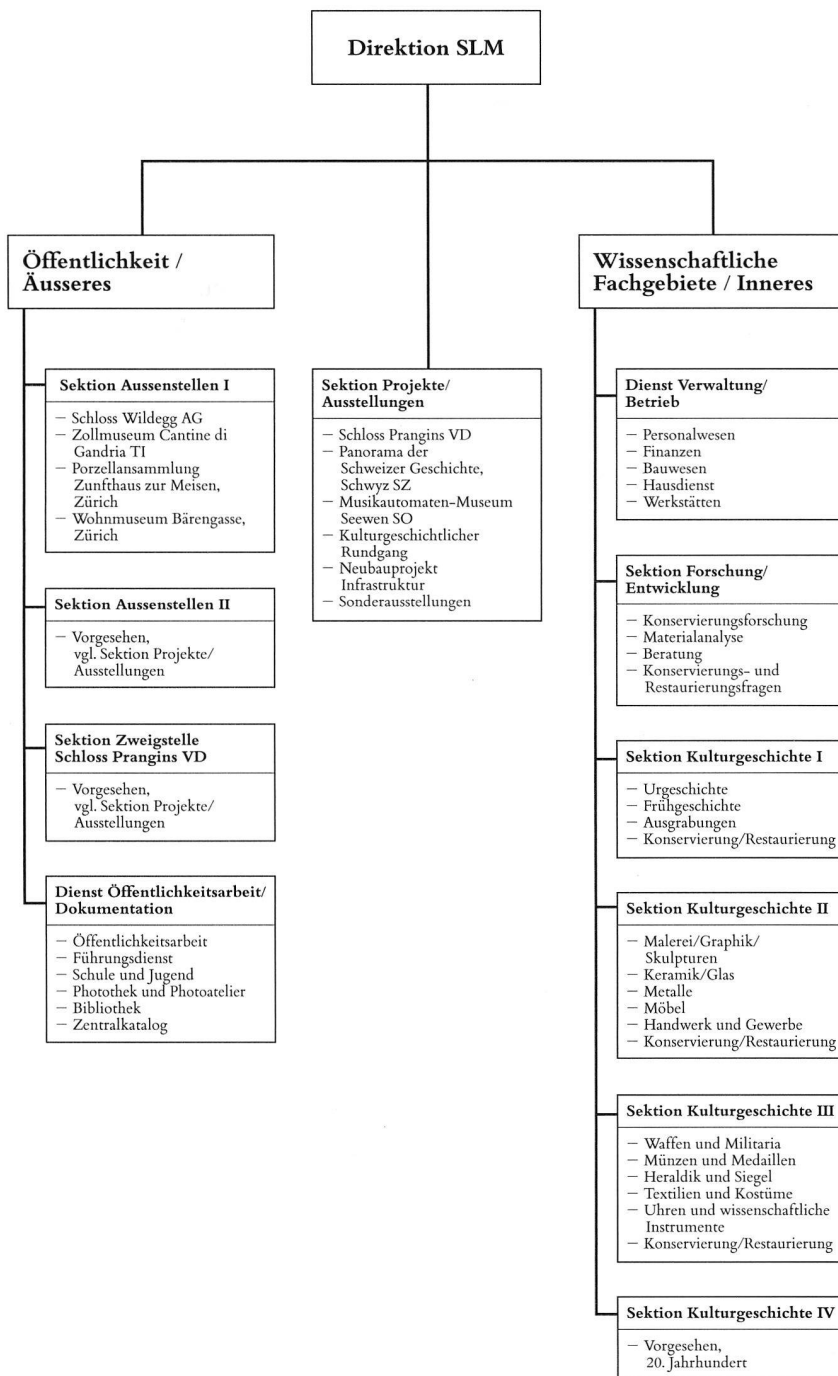 Direktion SLM
Öffentlichkeit /
Äusseres
Sektion Aussenstellen I
– Schloss Wildegg AG
– Zollmuseum Cantine di
Gandria TI
– Porzellansammlung
Zunfthaus zur Meisen,
Zürich
– Wohnmuseum Bärengasse,
Zürich
Sektion Aussenstellen II
– Vorgesehen,
vgl. Sektion Projekte/
Ausstellungen
Sektion Zweigstelle
Schloss Prangins VD
– Vorgesehen,
vgl. Sektion Projekte/
Ausstellungen
Dienst Öffentlichkeitsarbeit/
Dokumentation
– Öffentlichkeitsarbeit
– Führungsdienst
– Schule und Jugend
– Photothek und Photoatelier
– Bibliothek
– Zentralkatalog
Sektion Projekte/
Ausstellungen
– Schloss Prangins VD
– Panorama der
Schweizer Geschichte,
Schwyz SZ
– Musikautomaten-Museum
Seewen SO
– Kulturgeschichtlicher
Rundgang
– Neubauprojekt
Infrastruktur
– Sonderausstellungen
Wissenschaftliche
Fachgebiete / Inneres
Dienst Verwaltung/
Betrieb
– Personalwesen
– Finanzen
– Bauwesen
– Hausdienst
– Werkstätten
Sektion Forschung/
Entwicklung
– Konservierungsforschung
– Materialanalyse
– Beratung
– Konservierungs- und
Restaurierungsfragen
Sektion Kulturgeschichte I
– Urgeschichte
– Frühgeschichte
– Ausgrabungen
– Konservierung/Restaurierung
Sektion Kulturgeschichte II
– Malerei/Graphik/
Skulpturen
– Keramik/Glas
– Metalle
– Möbel
– Handwerk und Gewerbe
– Konservierung/Restaurierung
Sektion Kulturgeschichte III
– Waffen und Militaria
– Münzen und Medaillen
– Heraldik und Siegel
– Textilien und Kostüme
– Uhren und wissenschaftliche
Instrumente
– Konservierung/Restaurierung
Sektion Kulturgeschichte IV
– Vorgesehen,
20. Jahrhundert